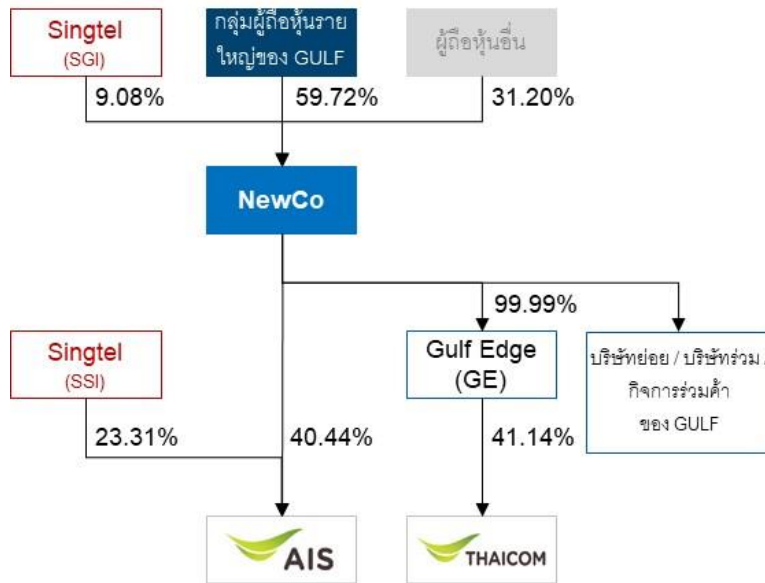 Singtel
(SGI)
กลุ่มผู้ถือหุ้นราย
ใหญ่ของ GULF
ผู้ถือหุ้นอื่น
9.08%
59.72%
31.20%
NewCo
99.99%
Singtel
(SSI)
Gulf Edge
(GE)
บริษัทย่อย / บริษัทร่วม /
กิจการร่วมค้า
ของ GULF
23.31%
40.44%
41.14%
AIS
THAICOM